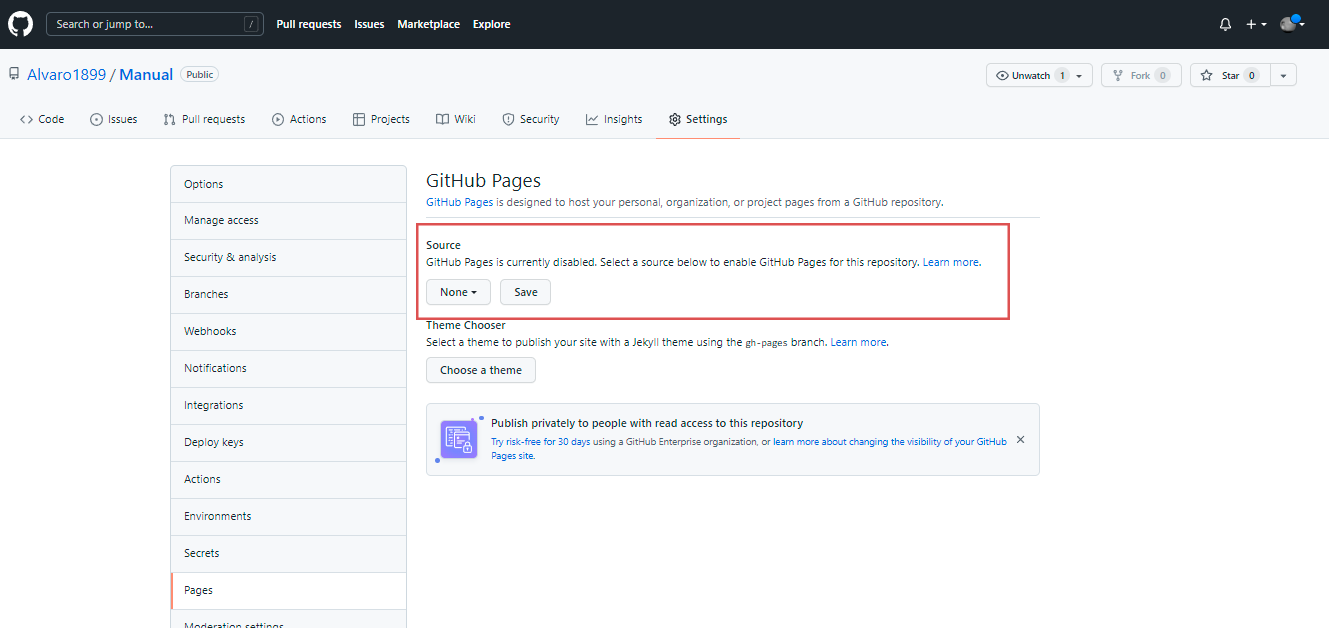 Search or jump to... /
Pull requests Issues Marketplace Explore
Alvaro1899 / Manual Public
Unwatch 1 Fork 0 Star 0
Code Issues Pull requests Actions Projects Wiki Security Insights Settings
Options
Manage access
Security & analysis
Branches
Webhooks
Notifications
Integrations
Deploy keys
Actions
Environments
Secrets
Pages
Moderation settings
GitHub Pages
GitHub Pages is designed to host your personal, organization, or project pages from a GitHub repository.
Source
GitHub Pages is currently disabled. Select a source below to enable GitHub Pages for this repository. Learn more.
None Save
Theme Chooser
Select a theme to publish your site with a Jekyll theme using the gh-pages branch. Learn more.
Choose a theme
Publish privately to people with read access to this repository
Try risk-free for 30 days using a GitHub Enterprise organization, or learn more about changing the visibility of your GitHub
Pages site.